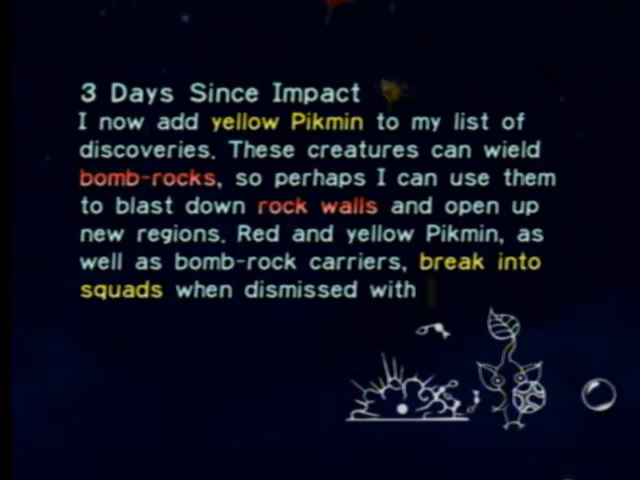 3 Days Since Impact
I now add yellow Pikmin to my list of
discoveries. These creatures can wield
bomb-rocks, so perhaps I can use them
to blast down rock walls and open up
new regions. Red and yellow Pikmin, as
well as bomb-rock carriers, break into
squads when dismissed with